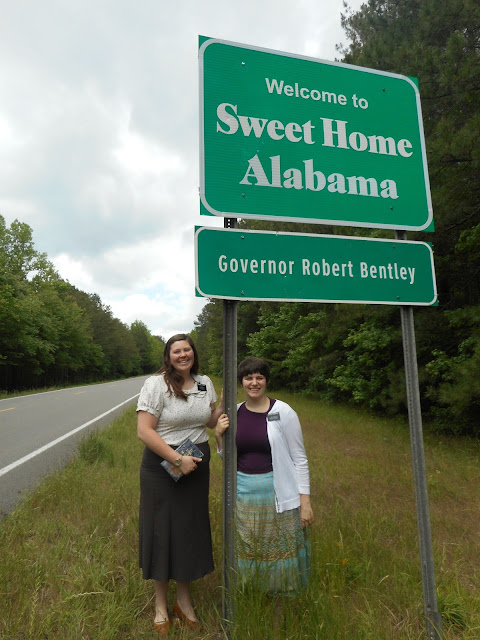 Welcome to
Sweet Home
Alabama
Governor Robert Bentley